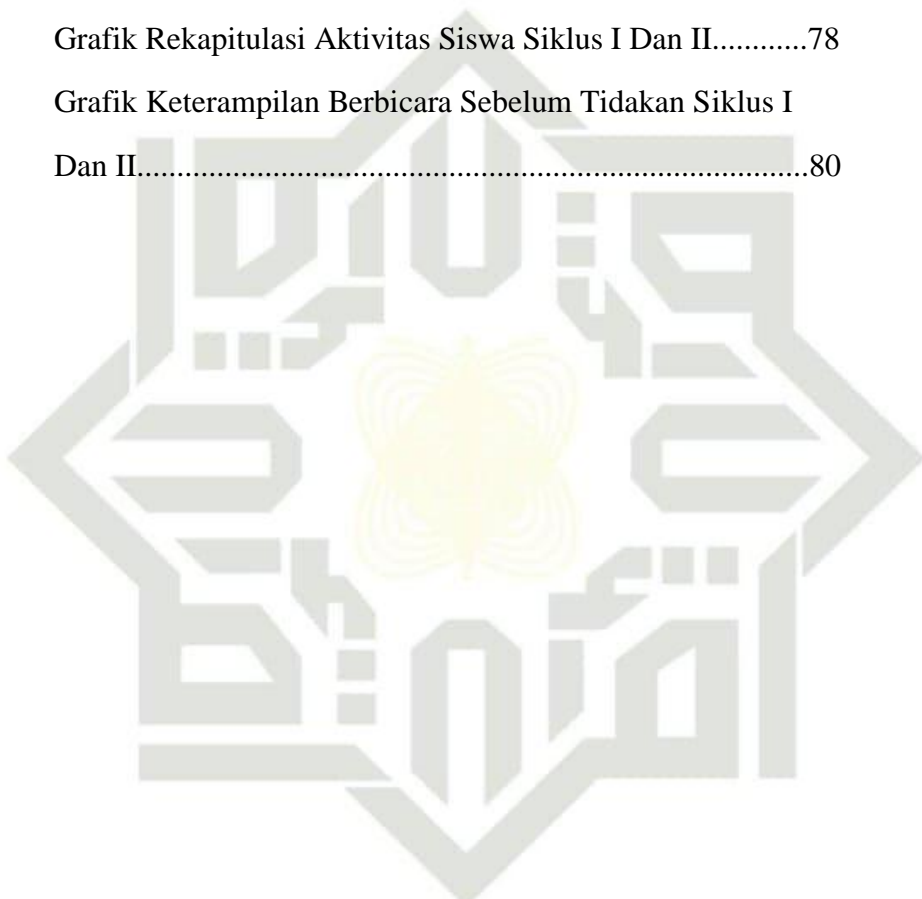 Grafik Rekapitulasi Aktivitas Siswa Siklus I Dan II............78
Grafik Keterampilan Berbicara Sebelum Tidakan Siklus I
Dan II....................................................................................80